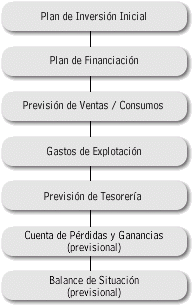 Plan de Inversión Inicial
Plan de Financiación
Previsión de Ventas / Consumos
Gastos de Explotación
Previsión de Tesorería
Cuenta de Pérdidas y Ganancias
(previsional)
Balance de Situación
(previsional)